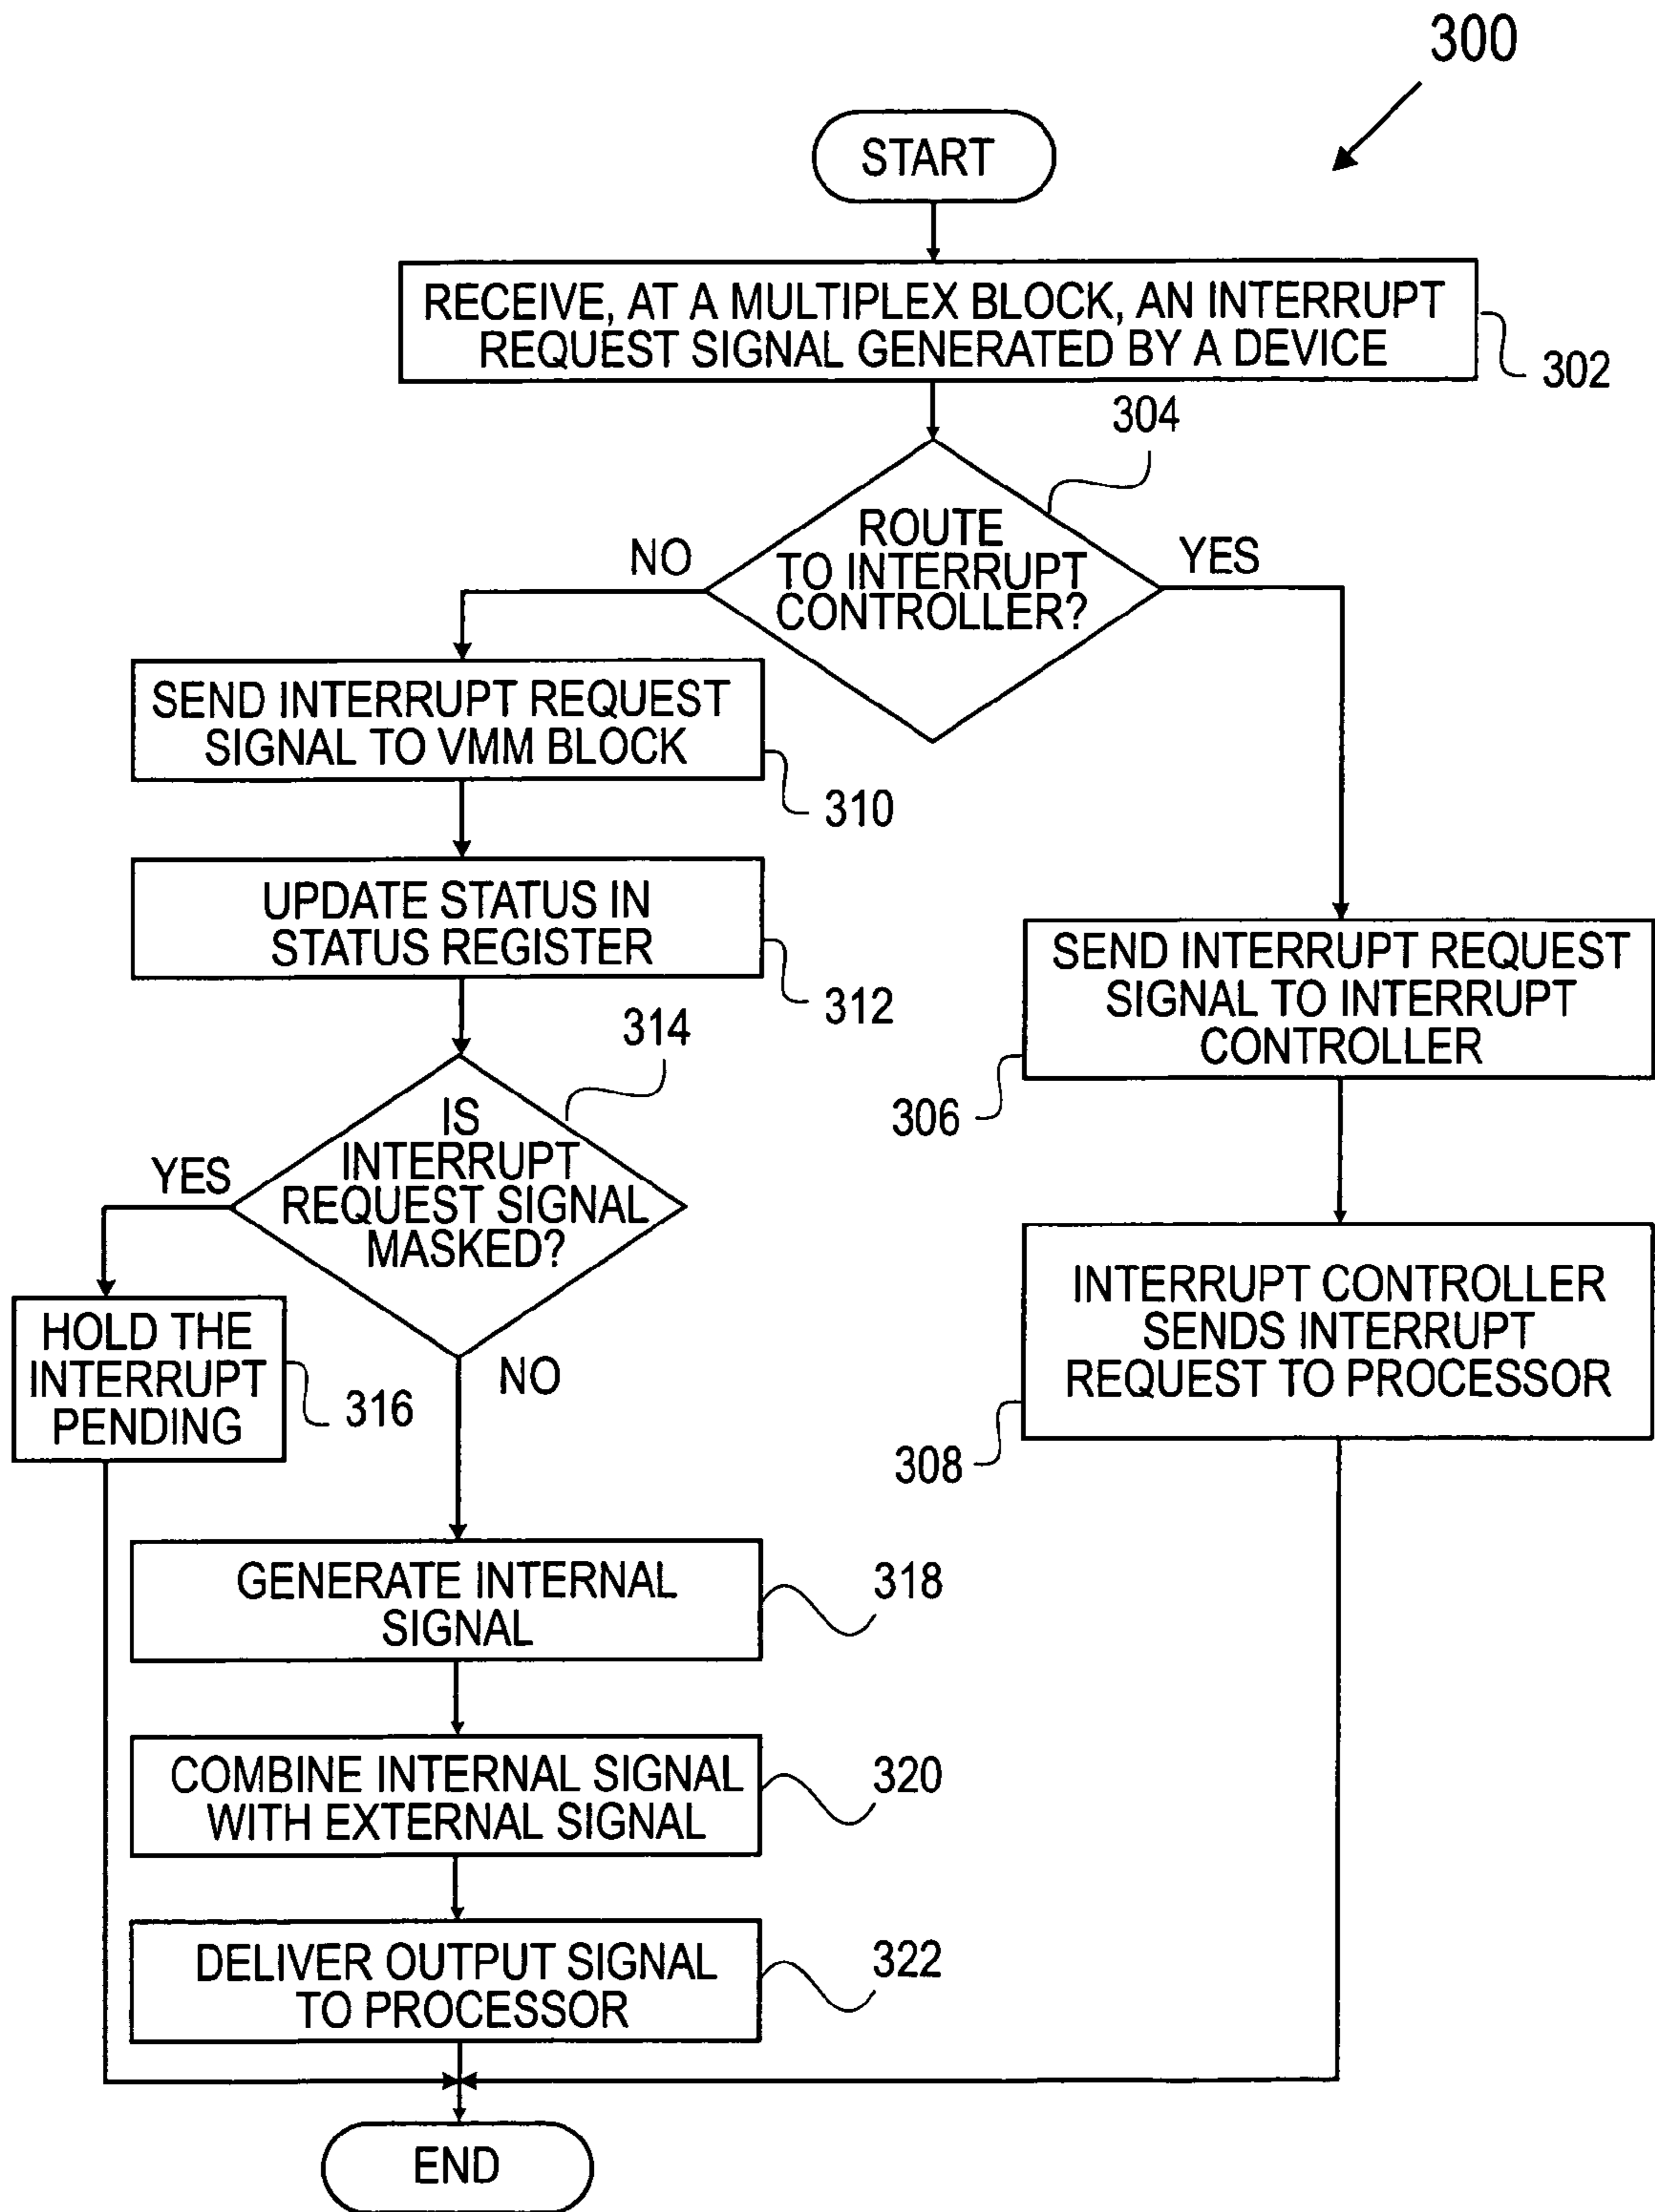 300
START
RECEIVE, AT A MULTIPLEX BLOCK, AN INTERRUPT
REQUEST SIGNAL GENERATED BY A DEVICE
302
304
ROUTE
TO INTERRUPT
CONTROLLER?
NO
YES
SEND INTERRUPT REQUEST
SIGNAL TO VMM BLOCK
310
UPDATE STATUS IN
STATUS REGISTER
312
SEND INTERRUPT REQUEST
SIGNAL TO INTERRUPT
CONTROLLER
306
314
IS
INTERRUPT
REQUEST SIGNAL
MASKED?
YES
NO
HOLD THE
INTERRUPT
PENDING
316
INTERRUPT CONTROLLER
SENDS INTERRUPT
REQUEST TO PROCESSOR
308
GENERATE INTERNAL
SIGNAL
318
COMBINE INTERNAL SIGNAL
WITH EXTERNAL SIGNAL
320
DELIVER OUTPUT SIGNAL
TO PROCESSOR
322
END